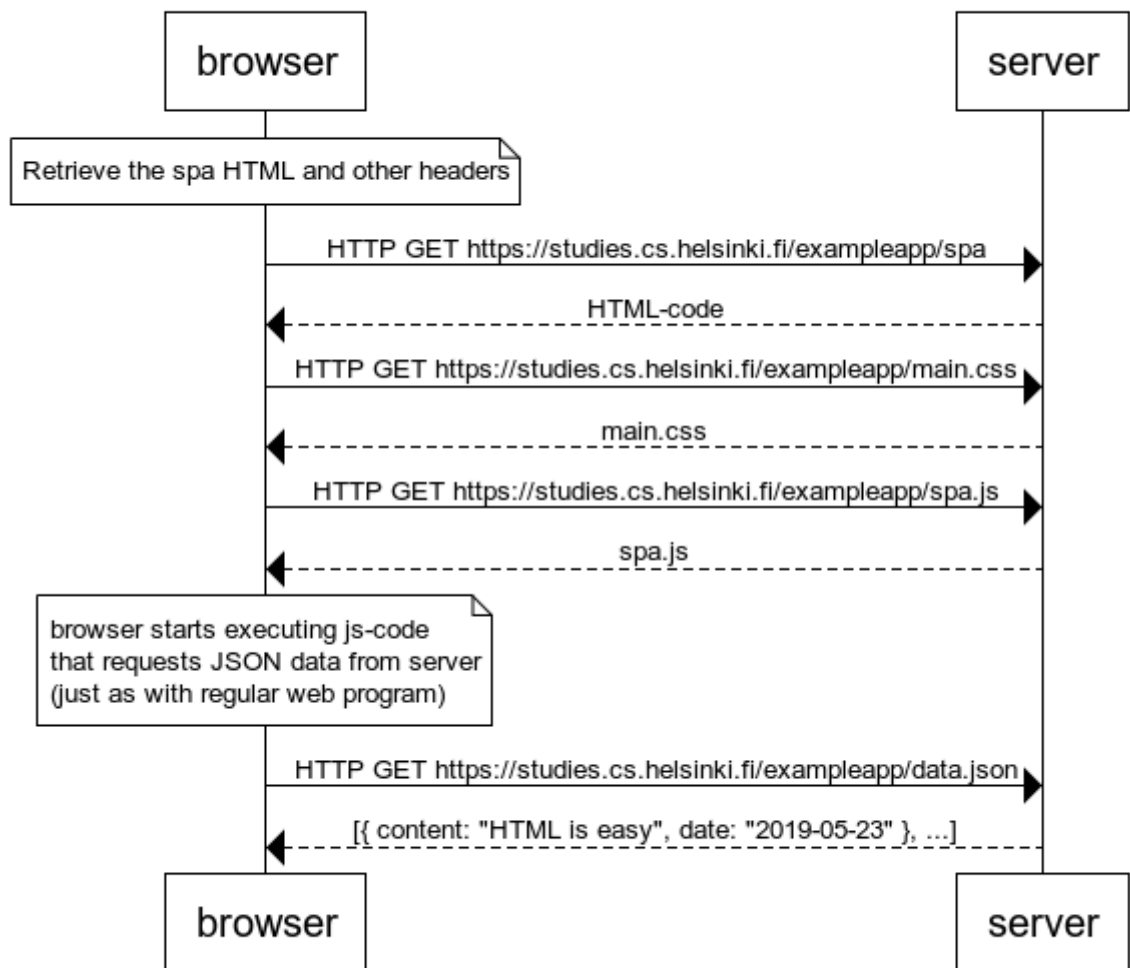 browser
server
Retrieve the spa HTML and other headers
HTTP GET https://studies.cs.helsinki.fi/exampleapp/spa
HTML-code
HTTP GET https://studies.cs.helsinki.fi/exampleapp/main.css
main.css
HTTP GET https://studies.cs.helsinki.fi/exampleapp/spa.js
spa.js
browser starts executing js-code
that requests JSON data from server
(just as with regular web program)
HTTP GET https://studies.cs.helsinki.fi/exampleapp/data.json
[{ content: "HTML is easy", date: "2019-05-23" }, ...]
browser
server